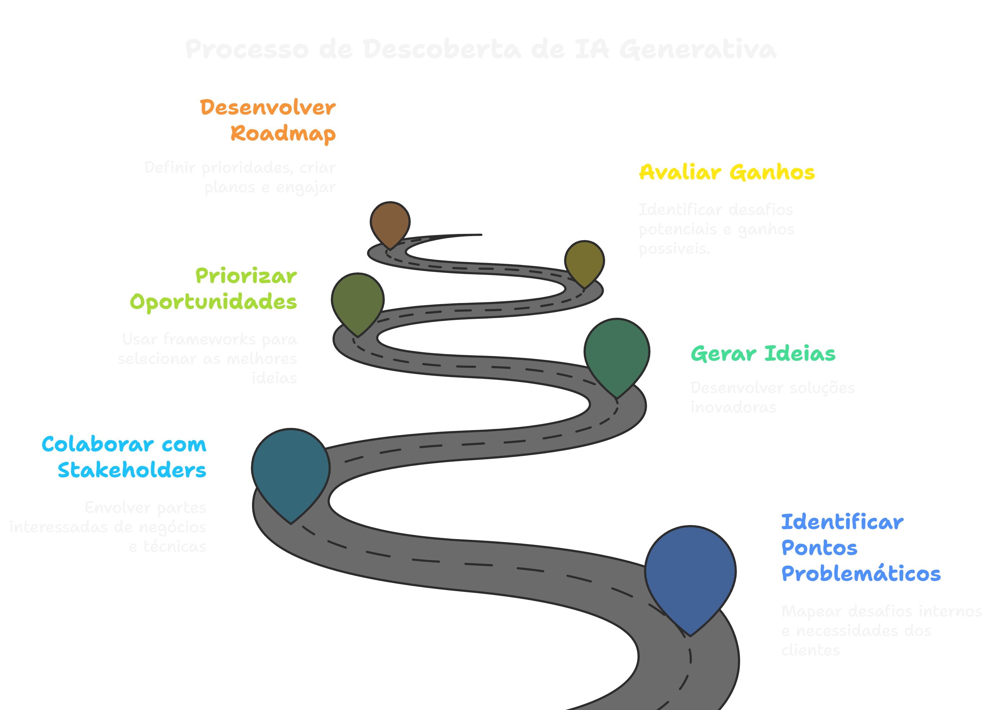 Processo de Descoberta de IA Generativa
Desenvolver
Roadmap
Definir prioridades, criar
planos e engajar
Avaliar Ganhos
Identificar desafios
potenciais e ganhos
possiveis.
Priorizar
Oportunidades
Usar frameworks para
selecionar as melhores
ideias
Gerar Ideias
Desenvolver soluções
inovadoras
Colaborar com
Stakeholders
Envolver partes
interessadas de negócios
e técnicas
Identificar
Pontos
Problemáticos
Mapear desafios internos
e necessidades dos
clientes